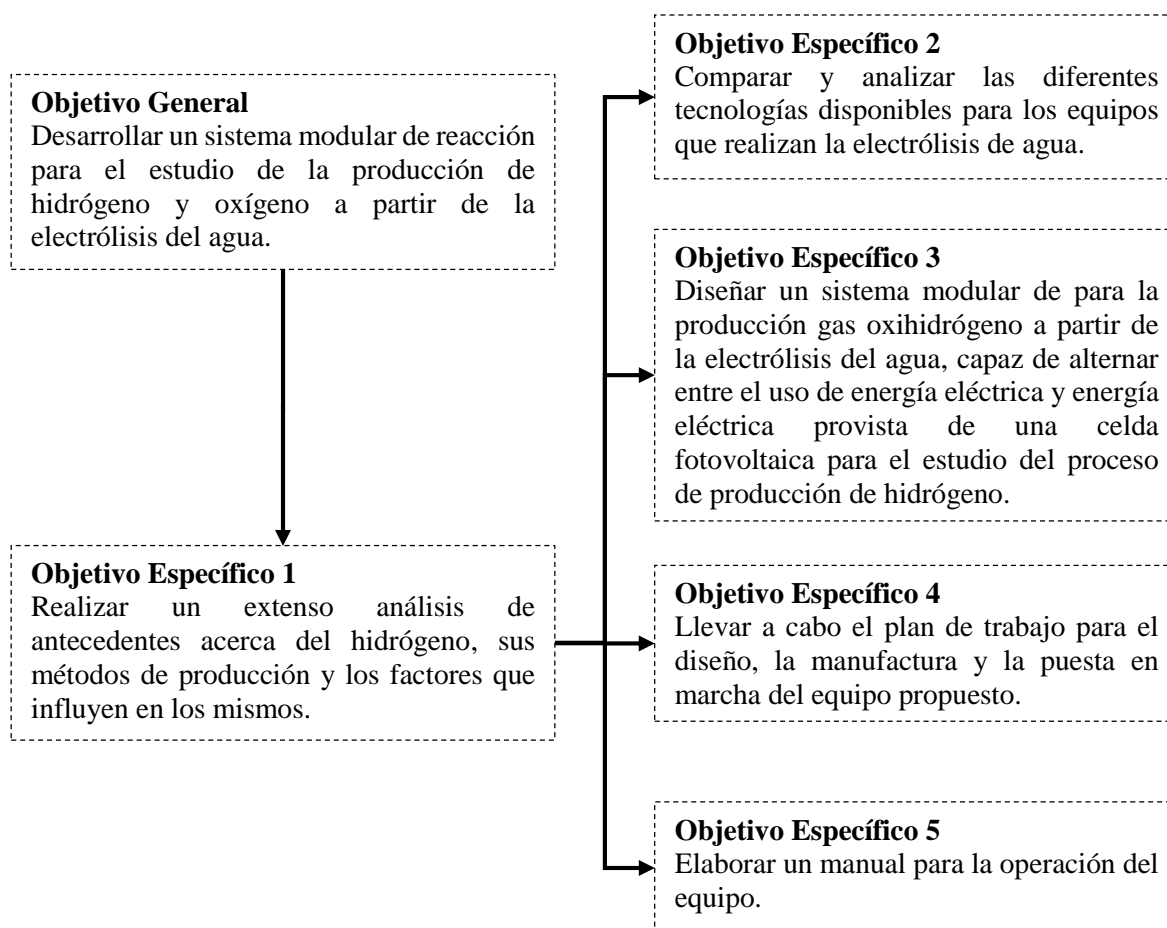 Objetivo General
Desarrollar un sistema modular de reacción
para el estudio de la producción de
hidrógeno y oxígeno a partir de la
electrólisis del agua.
Objetivo Específico 1
Realizar un extenso análisis de
antecedentes acerca del hidrógeno, sus
métodos de producción y los factores que
influyen en los mismos.
Objetivo Específico 2
Comparar y analizar las diferentes
tecnologías disponibles para los equipos
que realizan la electrólisis de agua.
Objetivo Específico 3
Diseñar un sistema modular de para la
producción gas oxihidrógeno a partir de
la electrólisis del agua, capaz de alternar
entre el uso de energía eléctrica y energía
eléctrica provista de una celda
fotovoltaica para el estudio del proceso
de producción de hidrógeno.
Objetivo Específico 4
Llevar a cabo el plan de trabajo para el
diseño, la manufactura y la puesta en
marcha del equipo propuesto.
Objetivo Específico 5
Elaborar un manual para la operación del
equipo.